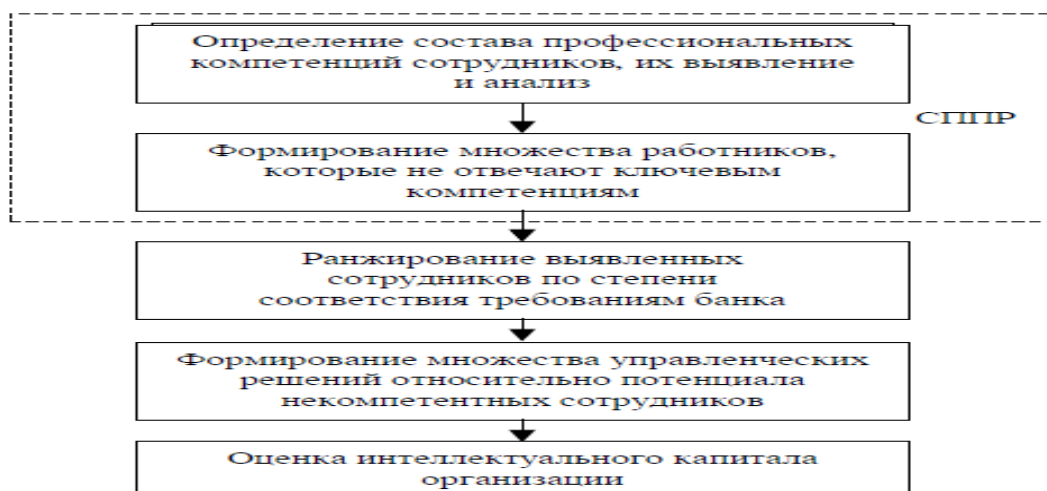 Определение состава профессиональных
компетенций сотрудников, их выявление
и анализ
СППР
Формирование множества работников,
которые не отвечают ключевым
компетенциям
Ранжирование выявленных
сотрудников по степени
соответствия требованиям банка
Формирование множества управленческих
решений относительно потенциала
некомпетентных сотрудников
Оценка интеллектуального капитала
организации